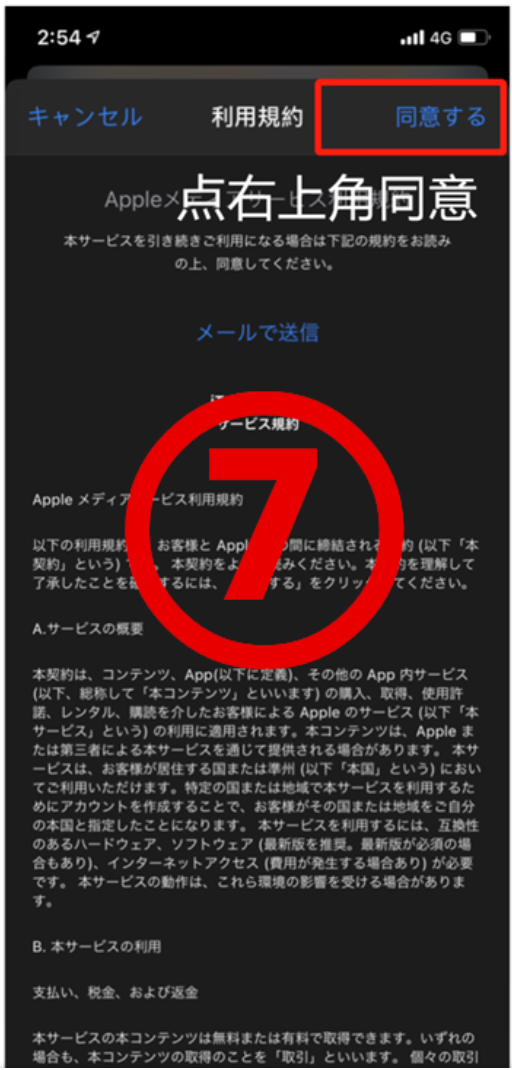 2:54
4G
キャンセル
利用規約
同意する
Appleメ
点右上角同意
本サービスを引き続きご利用になる場合は下記の規約をお読み
の上、同意してください。
メールで送信
サービス規約
⑦
Apple メディア ービス利用規約
以下の利用規約 お客様と Appl の間に締結される 約 (以下「本
契約」という) 。 本契約をよ 読みください。本 約を理解して
了承したことを確 するには、 する」をクリッ てください。
A.サービスの概要
本契約は、コンテンツ、App(以下に定義)、その他の App 内サービス
(以下、総称して「本コンテンツ」といいます) の購入、取得、使用許
諾、レンタル、購読を介したお客様による Apple のサービス (以下「本
サービス」という) の利用に適用されます。本コンテンツは、Apple ま
たは第三者による本サービスを通じて提供される場合があります。 本サ
ービスは、お客様が居住する国または準州 (以下「本国」という) におい
てご利用いただけます。特定の国または地域で本サービスを利用するた
めにアカウントを作成することで、お客様がその国または地域をご自分
の本国と指定したことになります。 本サービスを利用するには、互換性
のあるハードウェア、ソフトウェア (最新版を推奨。最新版が必須の場
合もあり)、インターネットアクセス (費用が発生する場合あり) が必要
です。 本サービスの動作は、これら環境の影響を受ける場合がありま
す。
B. 本サービスの利用
支払い、税金、および返金
本サービスの本コンテンツは無料または有料で取得できます。いずれの
場合も、本コンテンツの取得のことを「取引」といいます。 個々の取引